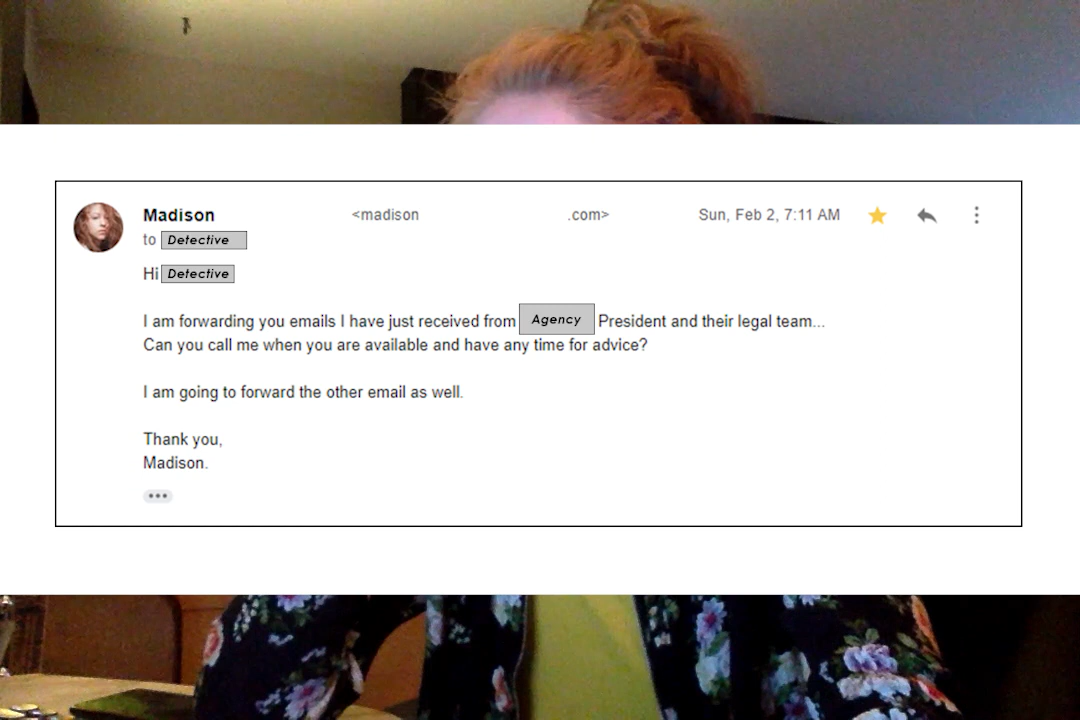 Madison <madison .com> Sun, Feb 2, 7:11 AM
to Detective
Hi Detective
I am forwarding you emails I have just received from Agency President and their legal team...
Can you call me when you are available and have any time for advice?
I am going to forward the other email as well.
Thank you,
Madison.